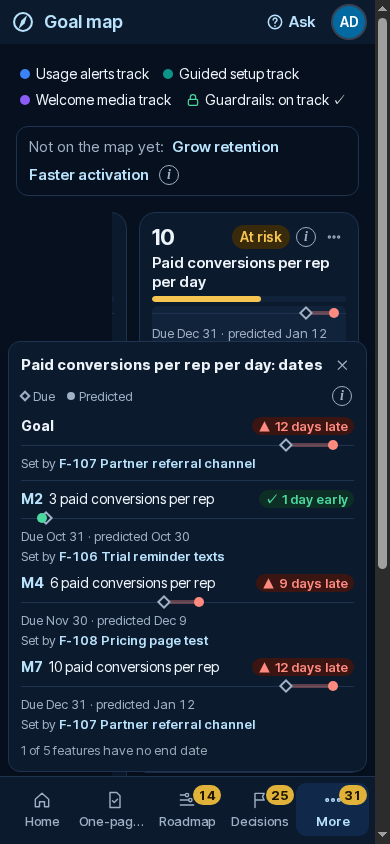 Goal map
Ask
AD
Usage alerts track
Guided setup track
Welcome media track
Guardrails: on track ✓
Not on the map yet: Grow retention
Faster activation
i
10
At risk
i
Paid conversions per rep
per day
Due Dec 31 · predicted Jan 12
Paid conversions per rep per day: dates
Due
Predicted
i
Goal
▲ 12 days late
Set by F-107 Partner referral channel
M2 3 paid conversions per rep
✓ 1 day early
Due Oct 31 · predicted Oct 30
Set by F-106 Trial reminder texts
M4 6 paid conversions per rep
▲ 9 days late
Due Nov 30 · predicted Dec 9
Set by F-108 Pricing page test
M7 10 paid conversions per rep
▲ 12 days late
Due Dec 31 · predicted Jan 12
Set by F-107 Partner referral channel
1 of 5 features have no end date
14
25
31
Home
One-pag...
Roadmap
Decisions
More